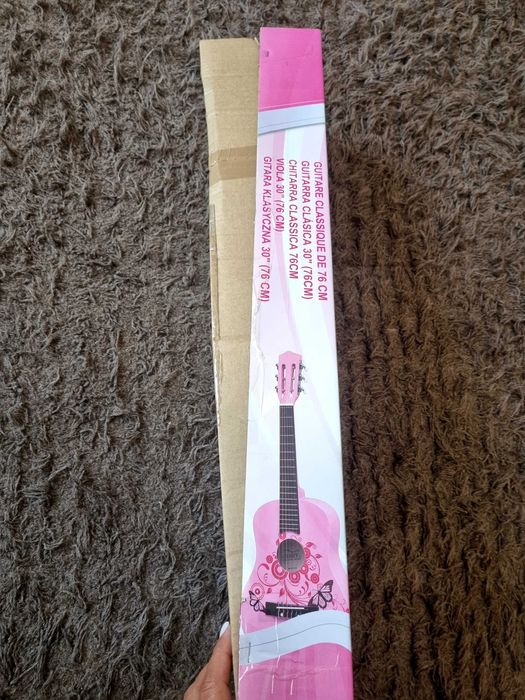 GUITARE CLASSIQUE DE 76 CM
GUITARRA CLÁSICA 30" (76CM)
CHITARRA CLASSICA 76CM
VIOLA 30" (76 CM)
GITARA KLASYCZNA 30" (76 CM)